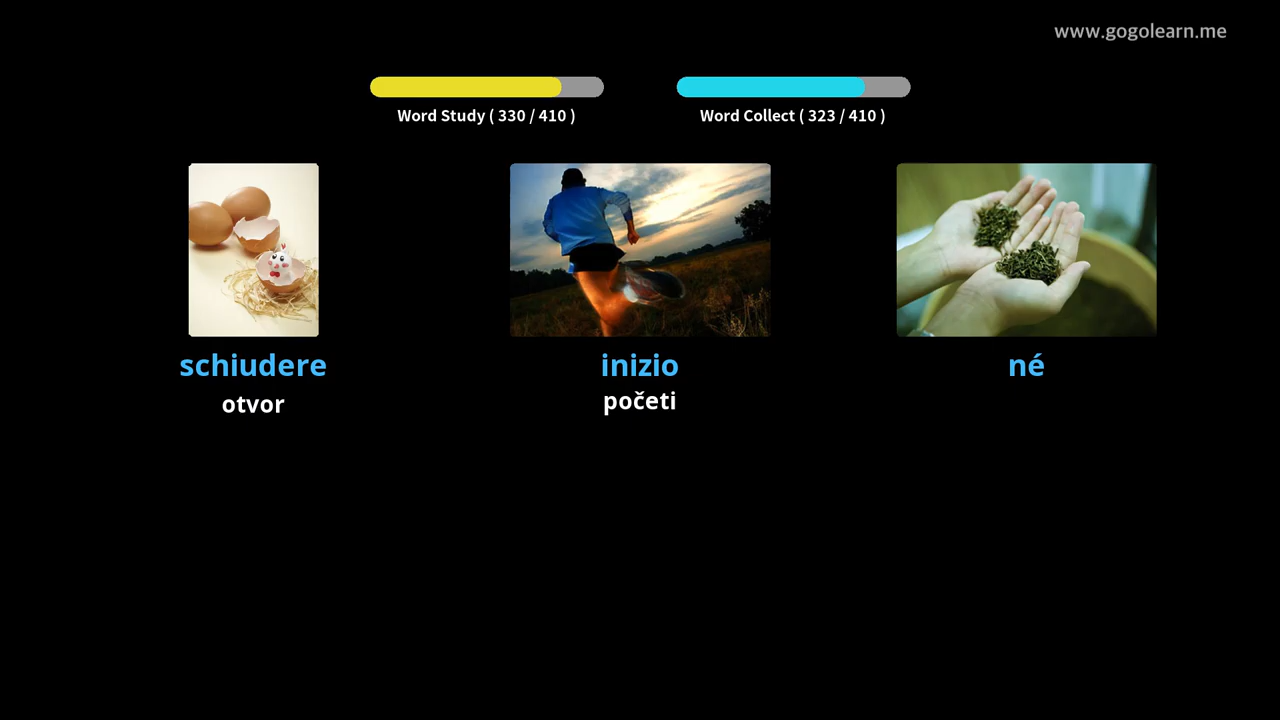 www.gogolearn.me
Word Study ( 330 / 410 )
Word Collect ( 323 / 410 )
schiudere
inizio
né
otvor
početi